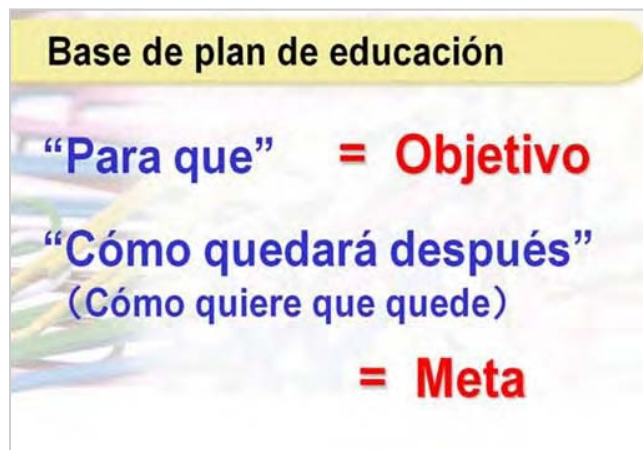 Base de plan de educación
“Para que” = Objetivo
“Cómo quedará después”
(Cómo quiere que quede)
= Meta